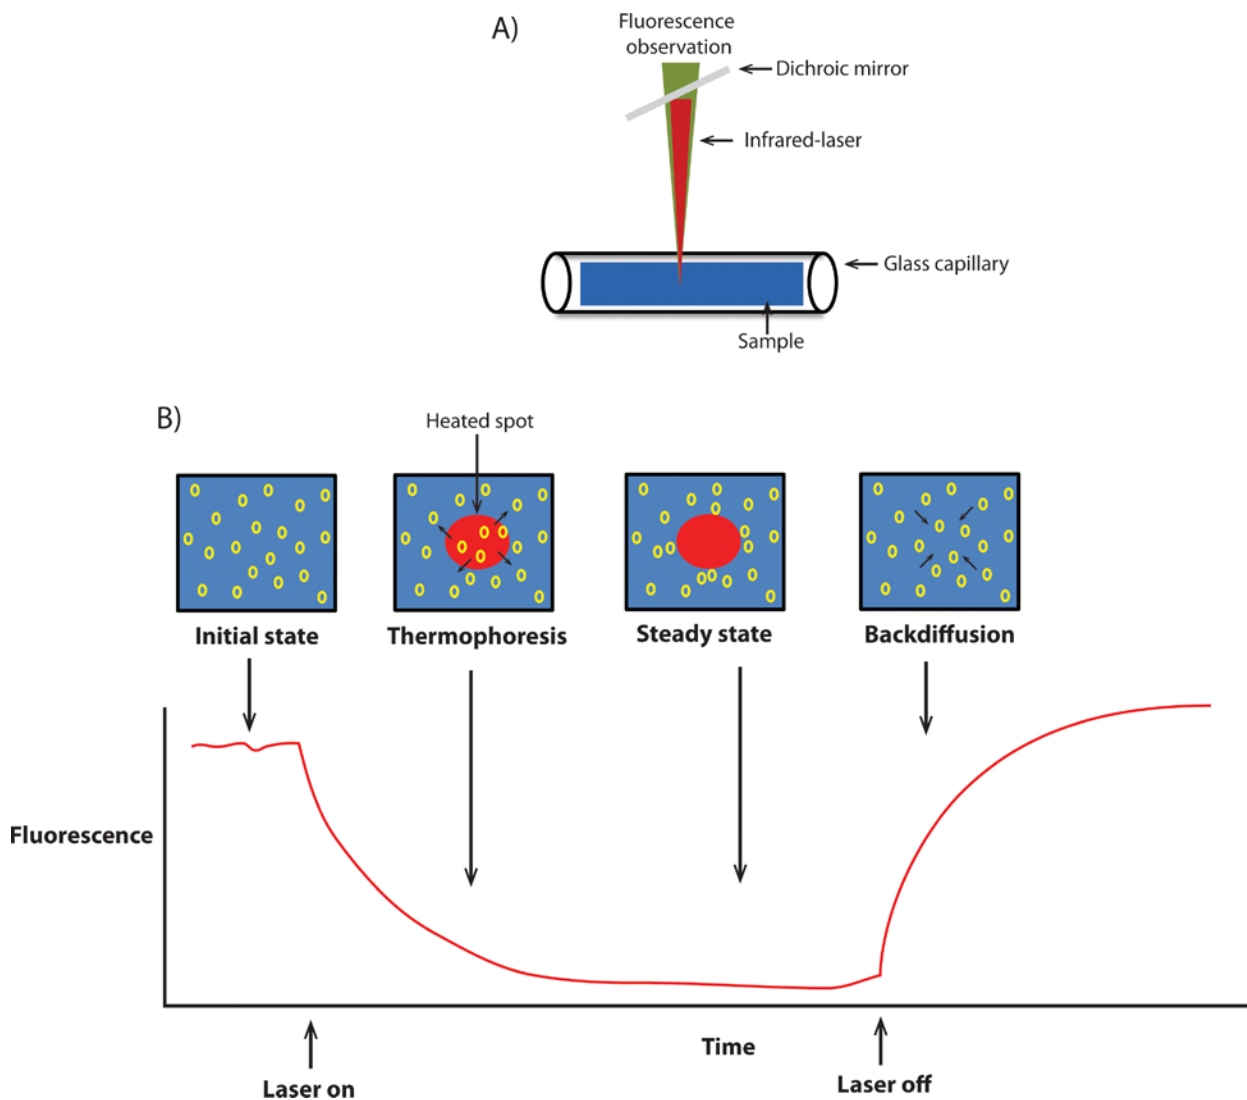 A)
Fluorescence
observation
Dichroic mirror
Infrared-laser
Glass capillary
Sample
B)
Heated spot
Initial state
Thermophoresis
Steady state
Backdiffusion
Fluorescence
Time
Laser on
Laser off